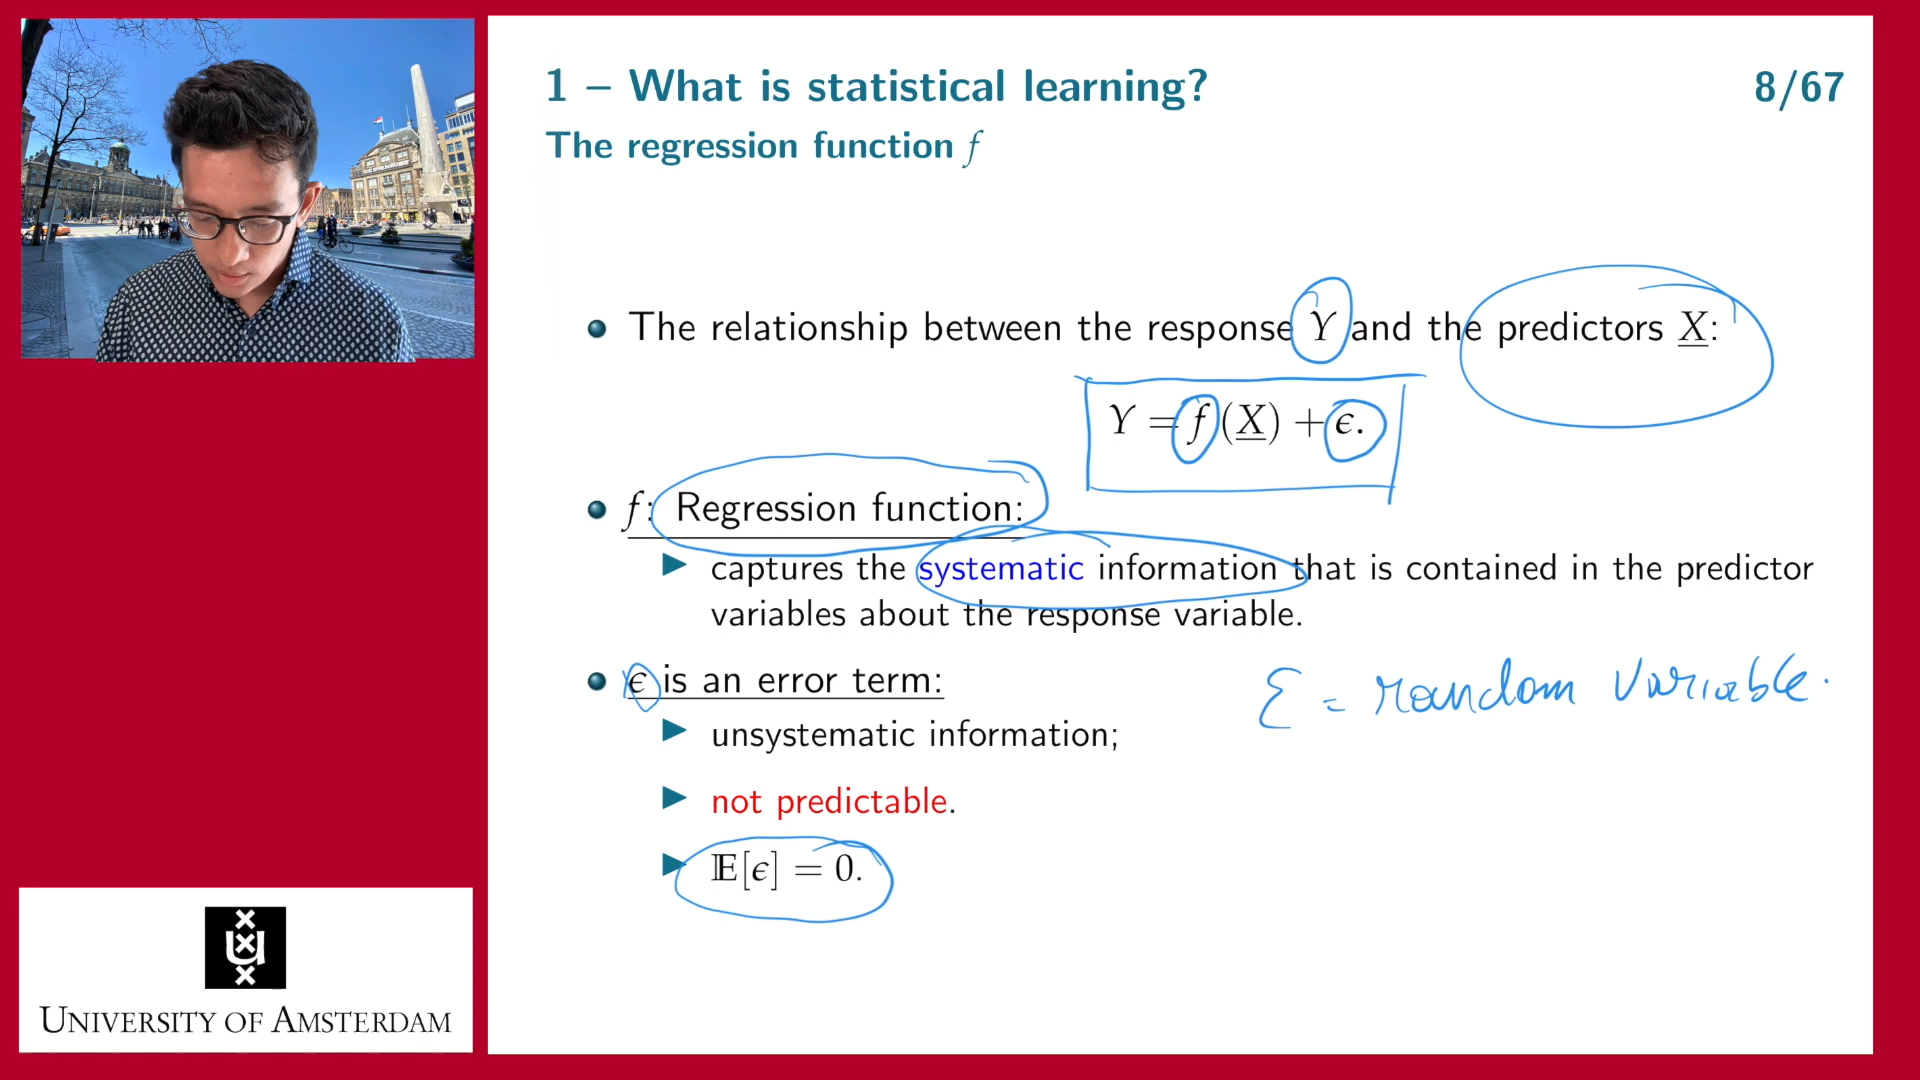 1 – What is statistical learning?
8/67
The regression function f
The relationship between the response Y and the predictors X:
Y = f(X) + ϵ.
f: Regression function:
captures the systematic information that is contained in the predictor
variables about the response variable.
ϵ is an error term:
Σ = random variable.
unsystematic information;
not predictable.
𝔼[ϵ] = 0.
UNIVERSITY OF AMSTERDAM